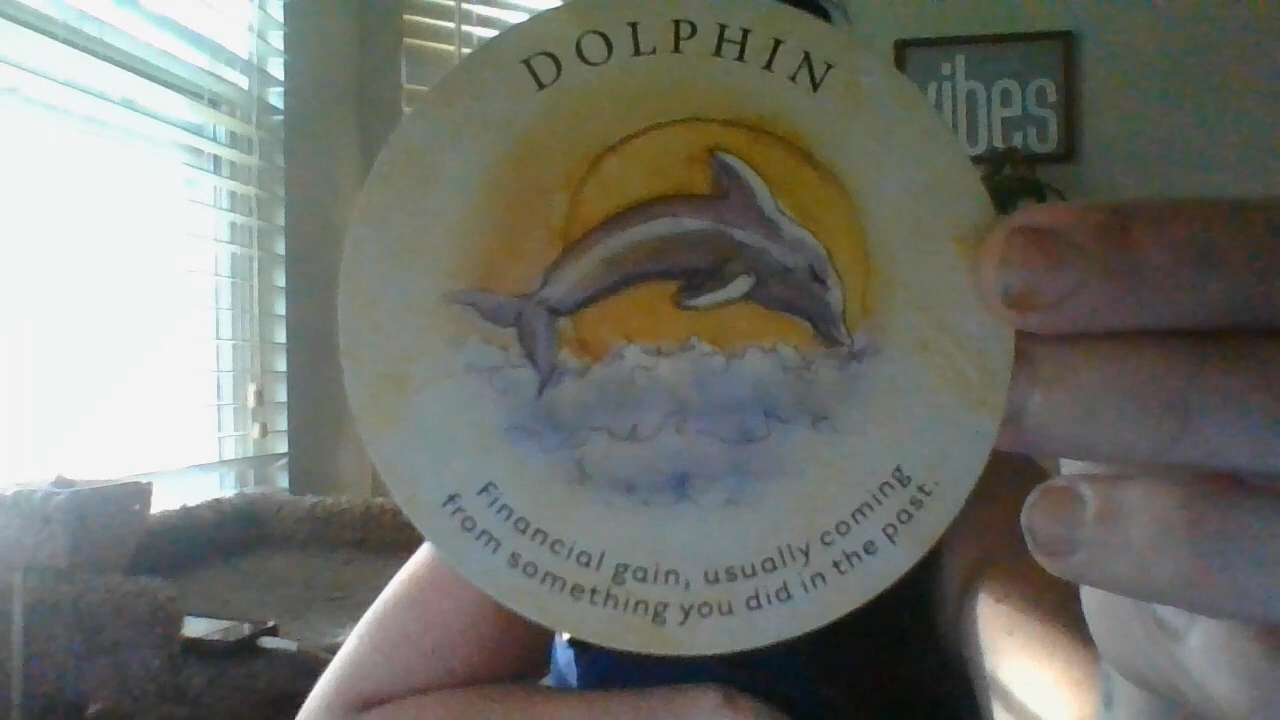 DOLPHIN
vibes
Financial gain, usually coming
from something you did in the past.